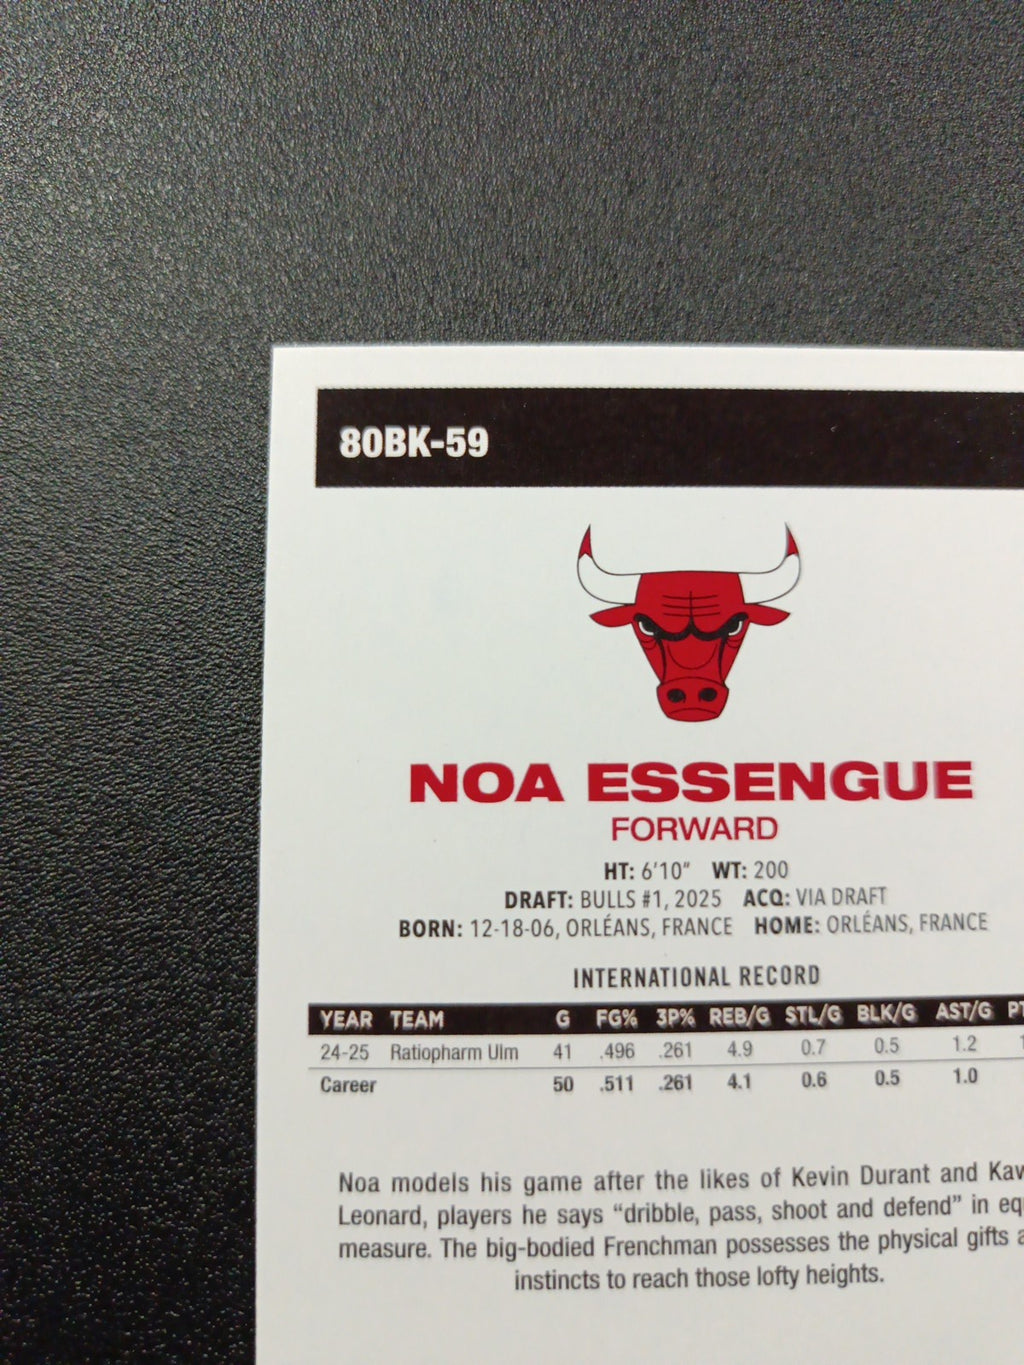 80BK-59
NOA ESSENGUE
FORWARD
HT: 6'10" WT: 200
DRAFT: BULLS #1, 2025 ACQ: VIA DRAFT
BORN: 12-18-06, ORLÉANS, FRANCE HOME: ORLÉANS, FRANCE
INTERNATIONAL RECORD
YEAR TEAM G FG% 3P% REB/G STL/G BLK/G AST/G
24-25 Ratiopharm Ulm 41 .496 .261 4.9 0.7 0.5 1.2
Career 50 .511 .261 4.1 0.6 0.5 1.0
Noa models his game after the likes of Kevin Durant and
Leonard, players he says “dribble, pass, shoot and defend” in
measure. The big-bodied Frenchman possesses the physical gifts
instincts to reach those lofty heights.